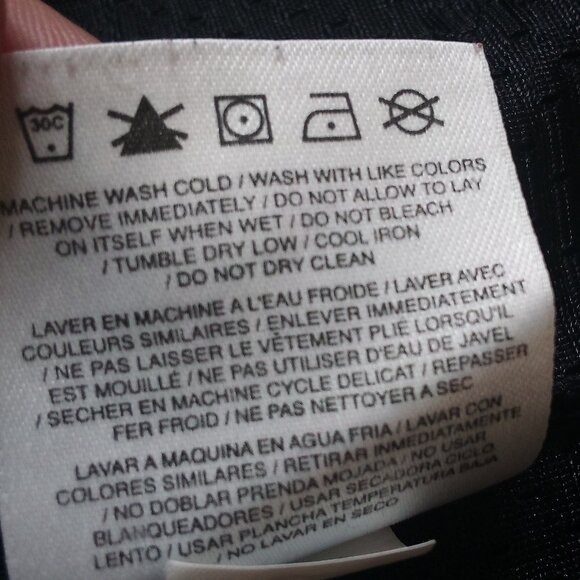 30C
MACHINE WASH COLD / WASH WITH LIKE COLORS
/ REMOVE IMMEDIATELY / DO NOT ALLOW TO LAY
ON ITSELF WHEN WET / DO NOT BLEACH
/ TUMBLE DRY LOW / COOL IRON
/ DO NOT DRY CLEAN
LAVER EN MACHINE A L'EAU FROIDE / LAVER AVEC
COULEURS SIMILAIRES / ENLEVER IMMEDIATEMENT
/ NE PAS LAISSER LE VÊTEMENT PLIE LORSQU'IL
EST MOUILLÉ / NE PAS UTILISER D'EAU DE JAVEL
/ SECHER EN MACHINE CYCLE DELICAT / REPASSER
FER FROID / NE PAS NETTOYER A SEC
LAVAR A MAQUINA EN AGUA FRIA / LAVAR CON
COLORES SIMILARES / RETIRAR INMEDIATAMENTE
/ NO DOBLAR PRENDA MOJADA / NO USAR
BLANQUEADORES / USAR SECADORA CICLO
LENTO / USAR PLANCHA TEMPERATURA BAJA
/ NO LAVAR EN SECO